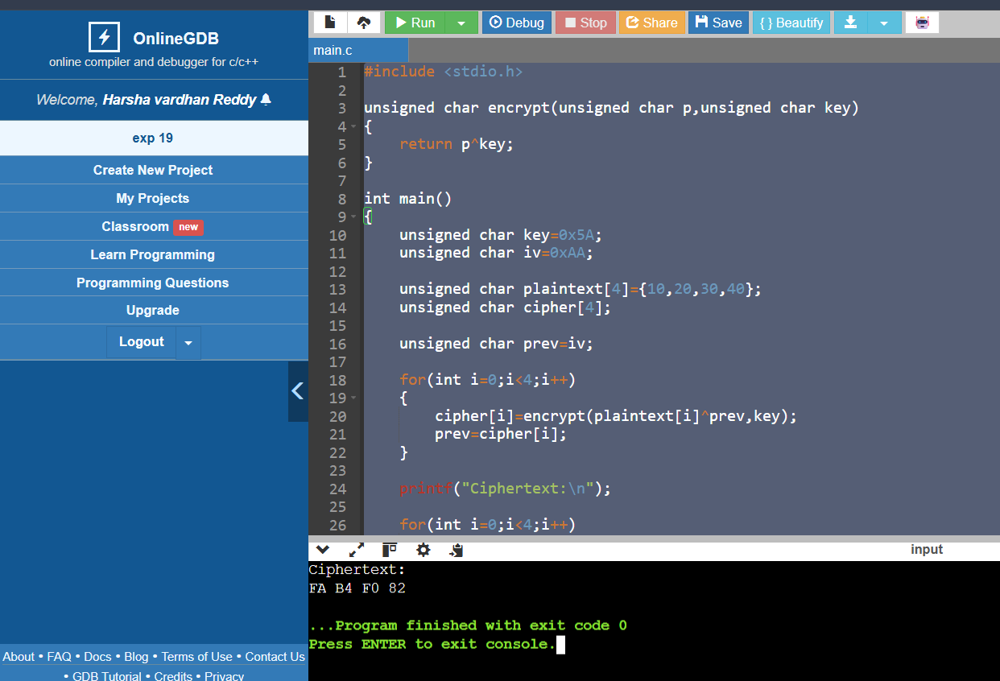 OnlineGDB
online compiler and debugger for c/c++
Welcome, Harsha vardhan Reddy
exp 19
Create New Project
My Projects
Classroom new
Learn Programming
Programming Questions
Upgrade
Logout
About • FAQ • Docs • Blog • Terms of Use • Contact Us
• GDB Tutorial • Credits • Privacy
Run Debug Stop Share Save { } Beautify
main.c
1 #include <stdio.h>
2
3 unsigned char encrypt(unsigned char p,unsigned char key)
4 {
5     return p^key;
6 }
7
8 int main()
9 {
10     unsigned char key=0x5A;
11     unsigned char iv=0xAA;
12
13     unsigned char plaintext[4]={10,20,30,40};
14     unsigned char cipher[4];
15
16     unsigned char prev=iv;
17
18     for(int i=0;i<4;i++)
19     {
20         cipher[i]=encrypt(plaintext[i]^prev,key);
21         prev=cipher[i];
22     }
23
24     printf("Ciphertext:\n");
25
26     for(int i=0;i<4;i++)
input
Ciphertext:
FA B4 F0 82
...Program finished with exit code 0
Press ENTER to exit console.